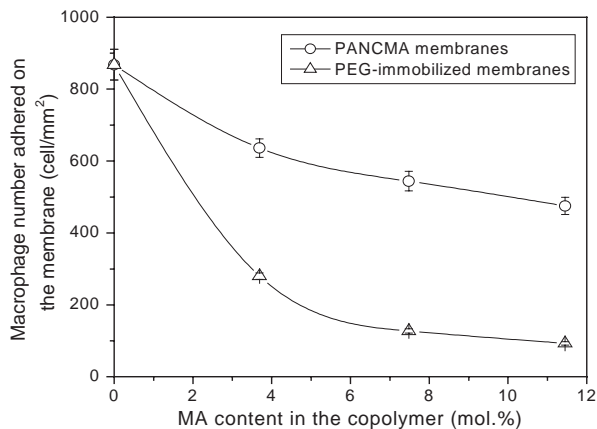 Macrophage number adhered on
the membrane (cell/mm²)
1000
800
600
400
200
0
PANCMA membranes
PEG-immobilized membranes
0 2 4 6 8 10 12
MA content in the copolymer (mol.%)